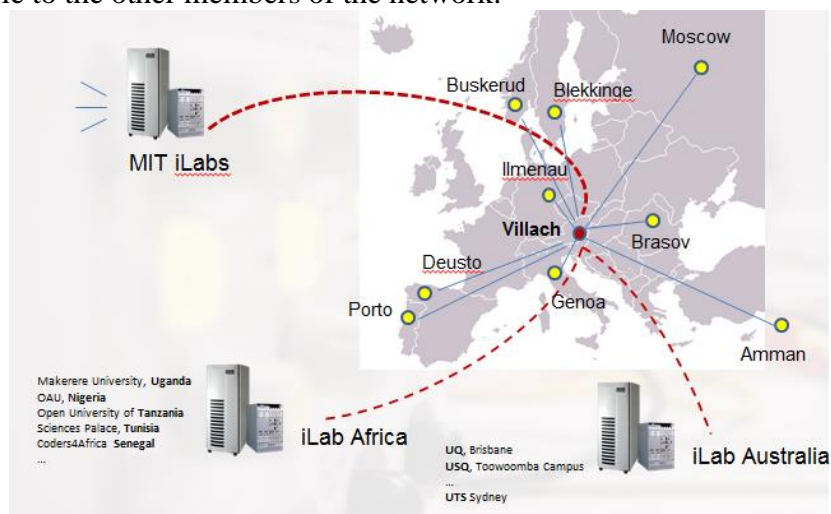 le to the other members of the network.
Moscow
Buskerud
Blekkinge
MIT iLabs
Ilmenau
Villach
Brasov
Deusto
Genoa
Porto
Amman
Makerere University, Uganda
OAU, Nigeria
Open University of Tanzania
Sciences Palace, Tunisia
Coders4Africa Senegal
...
iLab Africa
UQ, Brisbane
USQ, Toowoomba Campus
...
UTS Sydney
iLab Australia